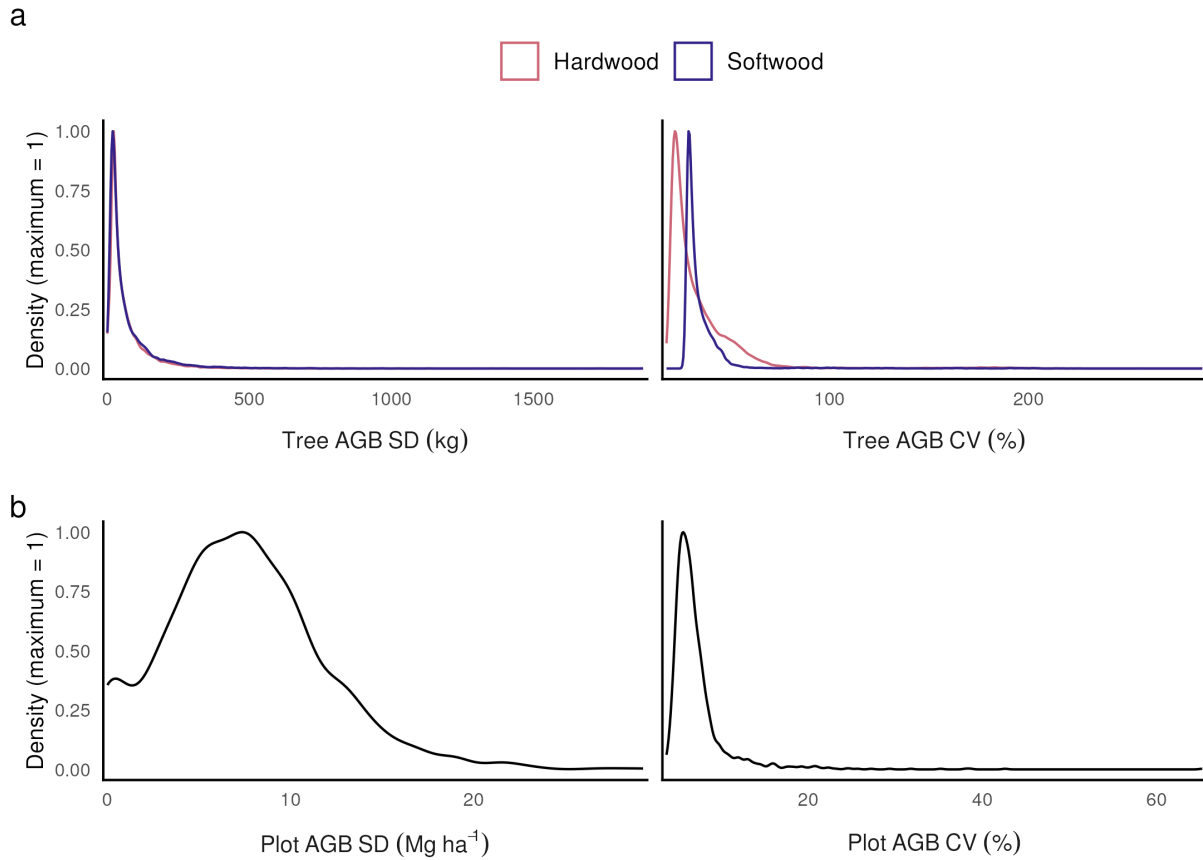 a
Hardwood Softwood
Density (maximum = 1)
1.00
0.75
0.50
0.25
0.00
0 500 1000 1500
100 200
Tree AGB SD (kg)
Tree AGB CV (%)
b
Density (maximum = 1)
1.00
0.75
0.50
0.25
0.00
0 10 20
20 40 60
Plot AGB SD (Mg ha⁻¹)
Plot AGB CV (%)